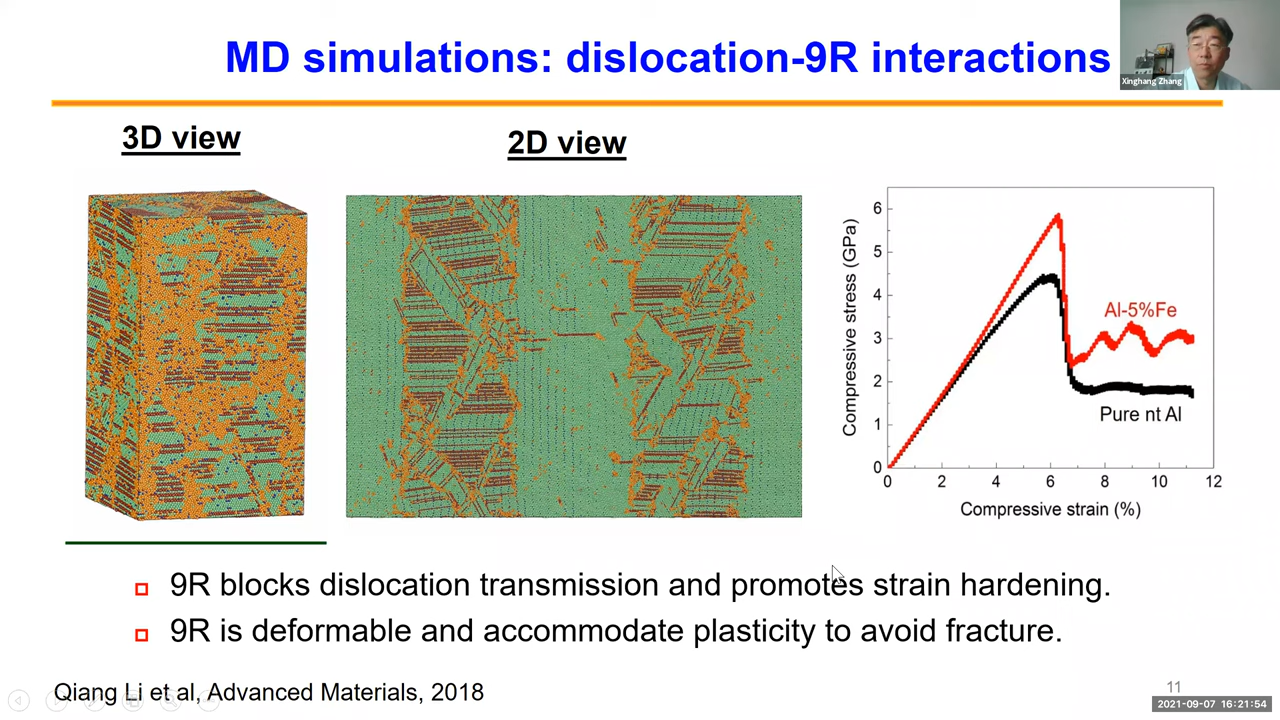 MD simulations: dislocation-9R interactions
Xinghang Zhang
3D view
2D view
6
5
4
3
2
1
0
Compressive stress (GPa)
Al-5%Fe
Pure nt Al
0 2 4 6 8 10 12
Compressive strain (%)
9R blocks dislocation transmission and promotes strain hardening.
9R is deformable and accommodate plasticity to avoid fracture.
Qiang Li et al, Advanced Materials, 2018
11
2021-09-07 16:21:54